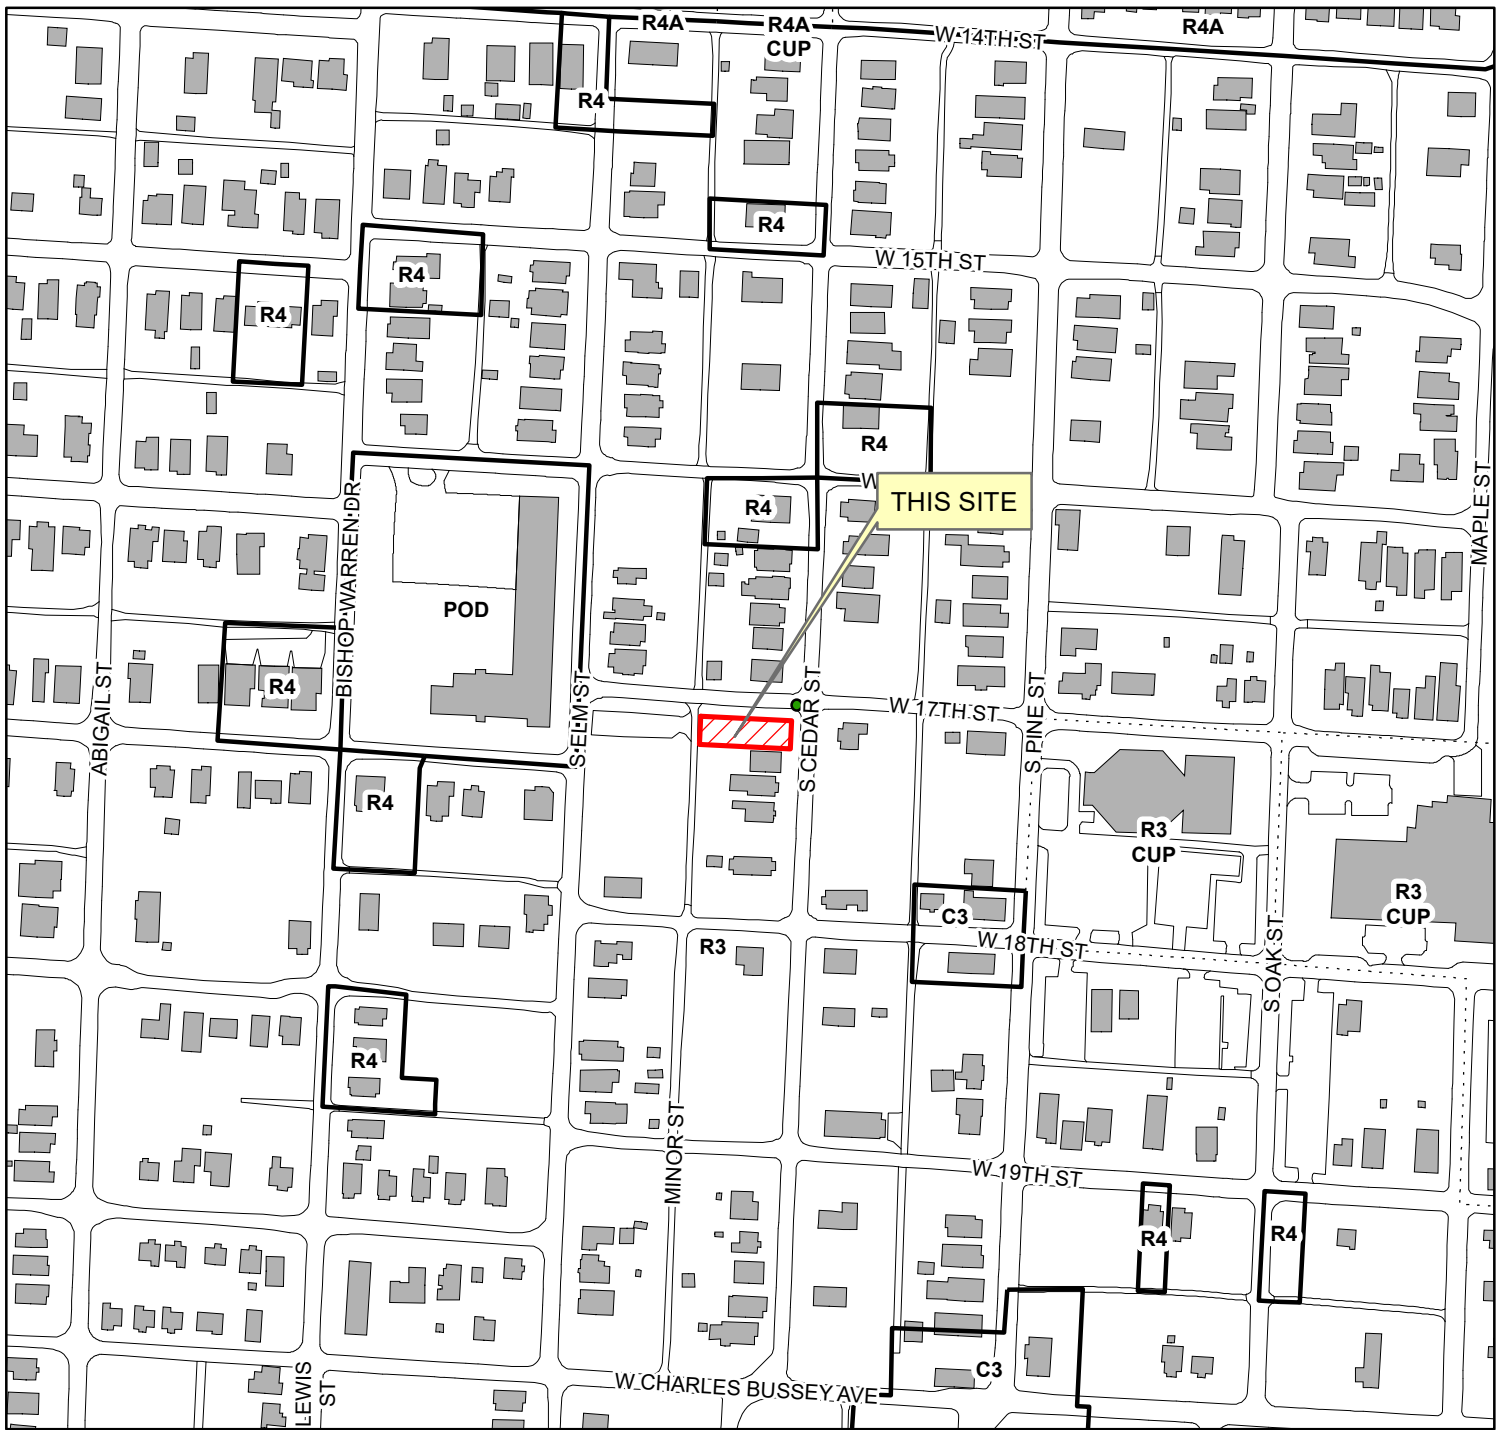 R4A
R4A
CUP
W 14TH ST
R4A
R4
R4
W 15TH ST
R4
R4
R4
W
THIS SITE
R4
BISHOP WARREN DR
MAPLE ST
POD
R4
ABIGAIL ST
S ELM ST
S CEDAR ST
W 17TH ST
S PINE ST
R4
R3
CUP
R3
CUP
C3
R3
W 18TH ST
S OAK ST
R4
MINOR ST
W 19TH ST
R4
R4
C3
W CHARLES BUSSEY AVE
LEWIS
ST